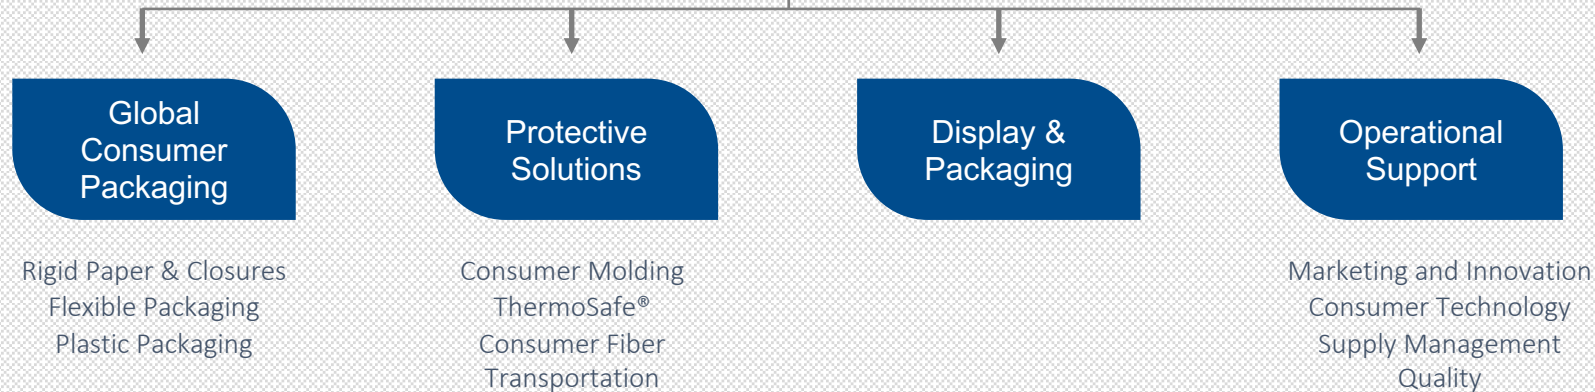 Global
Consumer
Packaging
Rigid Paper & Closures
Flexible Packaging
Plastic Packaging
Protective
Solutions
Consumer Molding
ThermoSafe®
Consumer Fiber
Transportation
Display &
Packaging
Operational
Support
Marketing and Innovation
Consumer Technology
Supply Management
Quality